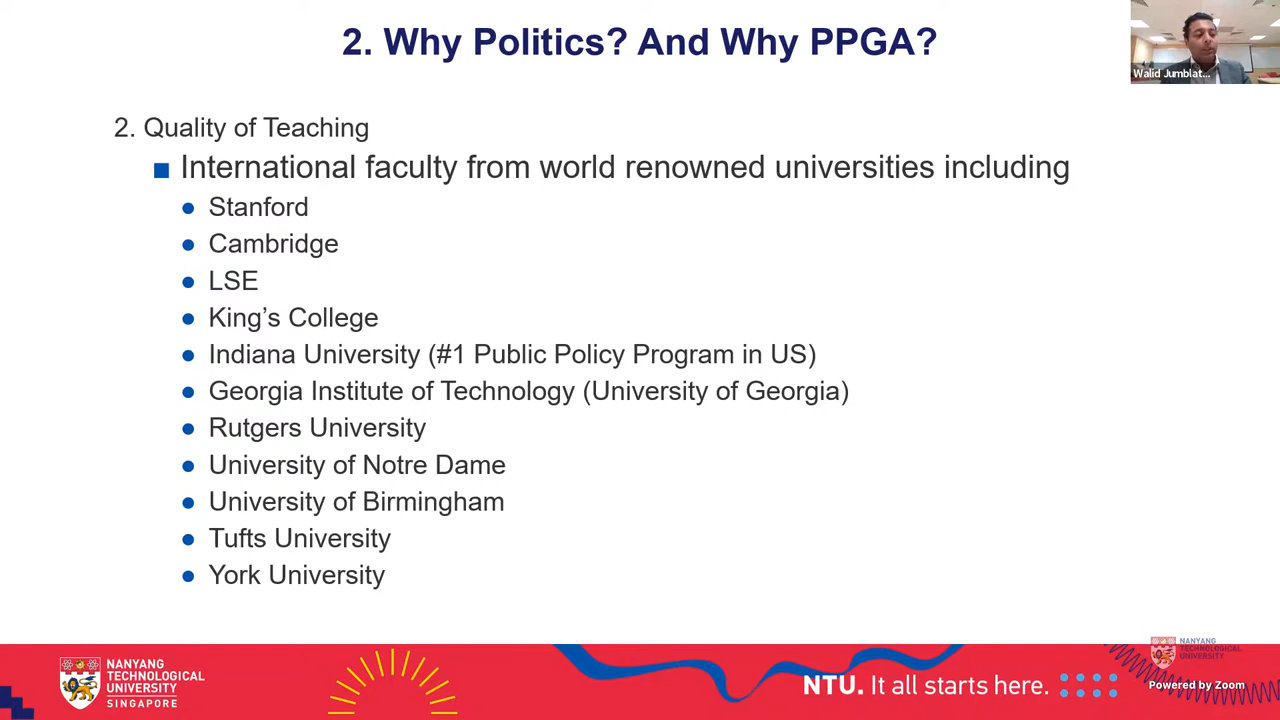 2. Why Politics? And Why PPGA?
Walid Jumblat...
2. Quality of Teaching
International faculty from world renowned universities including
Stanford
Cambridge
LSE
King’s College
Indiana University (#1 Public Policy Program in US)
Georgia Institute of Technology (University of Georgia)
Rutgers University
University of Notre Dame
University of Birmingham
Tufts University
York University
NANYANG
TECHNOLOGICAL
UNIVERSITY
SINGAPORE
NTU. It all starts here.
NANYANG
TECHNOLOGICAL
UNIVERSITY
Powered by Zoom